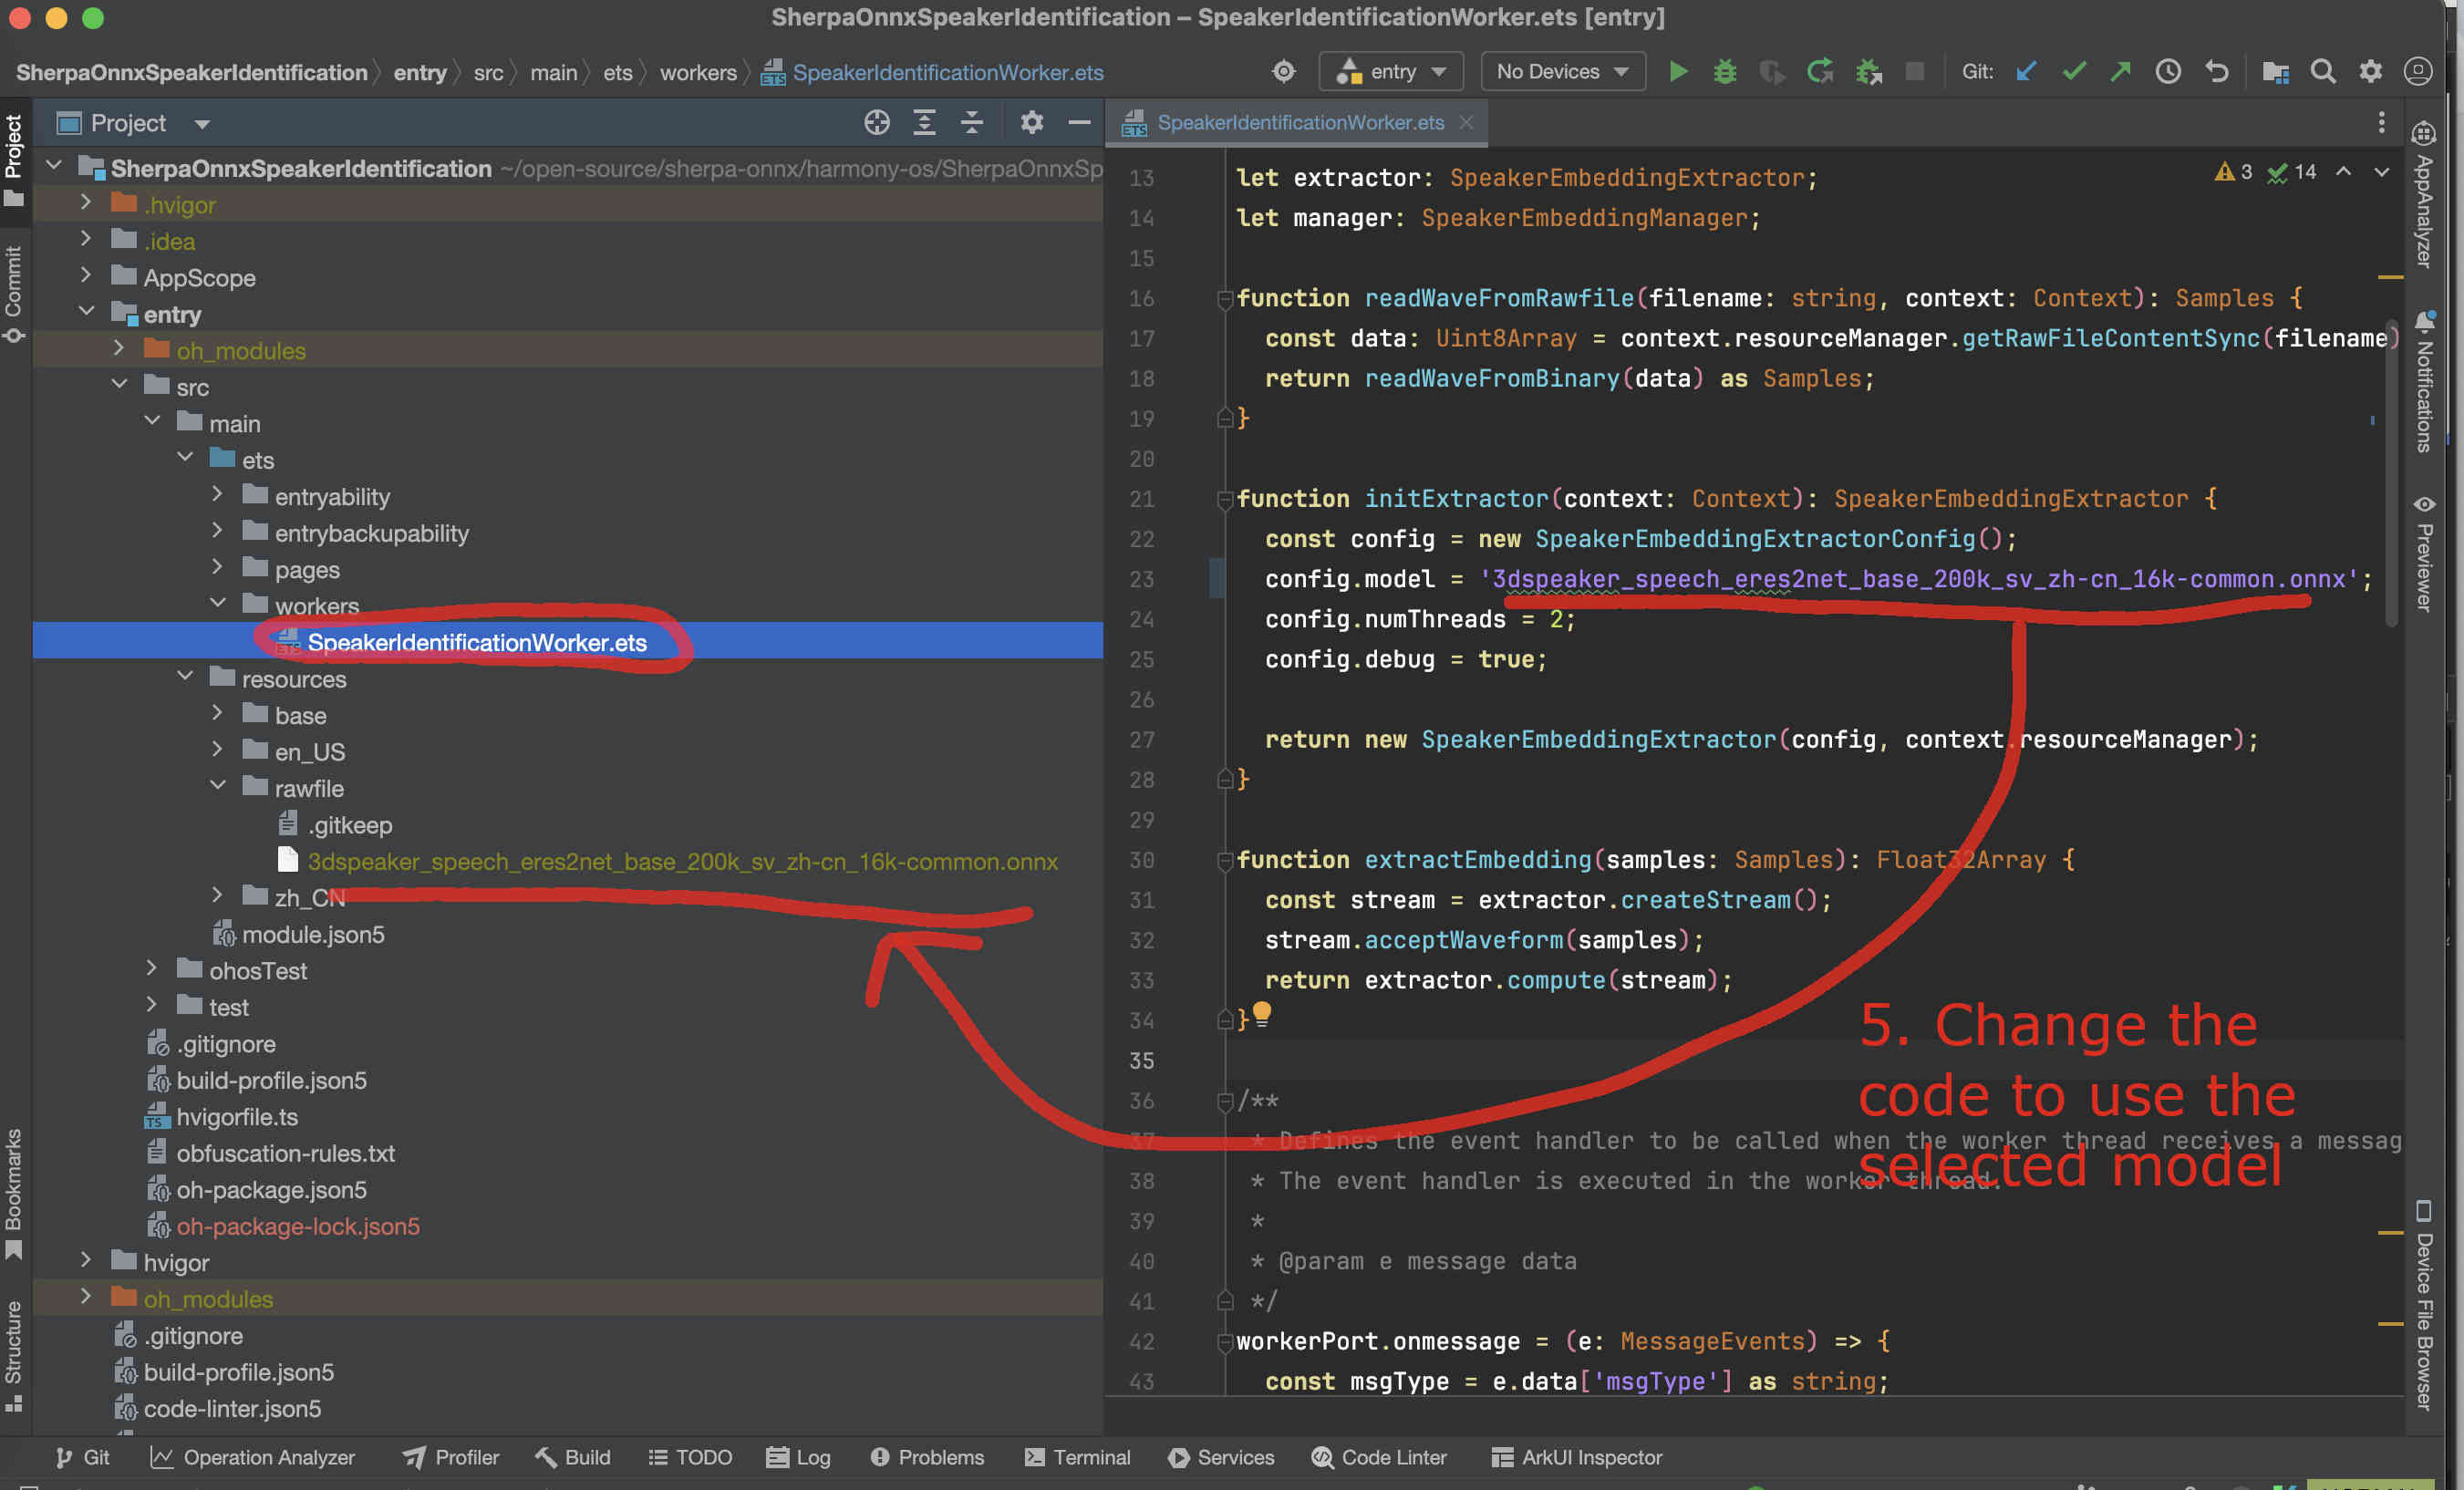 SherpaOnnxSpeakerIdentification – SpeakerIdentificationWorker.ets [entry]
SherpaOnnxSpeakerIdentification entry src main ets workers SpeakerIdentificationWorker.ets
entry No Devices Git:
Project
SpeakerIdentificationWorker.ets
Project
Commit
Bookmarks
Structure
SherpaOnnxSpeakerIdentification ~/open-source/sherpa-onnx/harmony-os/SherpaOnnxSp
.hvigor
.idea
AppScope
entry
oh_modules
src
main
ets
entryability
entrybackupability
pages
workers
SpeakerIdentificationWorker.ets
resources
base
en_US
rawfile
.gitkeep
3dspeaker_speech_eres2net_base_200k_sv_zh-cn_16k-common.onnx
zh_CN
module.json5
ohosTest
test
.gitignore
build-profile.json5
hvigorfile.ts
obfuscation-rules.txt
oh-package.json5
oh-package-lock.json5
hvigor
oh_modules
.gitignore
build-profile.json5
code-linter.json5
3 14
13 let extractor: SpeakerEmbeddingExtractor;
14 let manager: SpeakerEmbeddingManager;
15
16 function readWaveFromRawfile(filename: string, context: Context): Samples {
17 const data: Uint8Array = context.resourceManager.getRawFileContentSync(filename)
18 return readWaveFromBinary(data) as Samples;
19 }
20
21 function initExtractor(context: Context): SpeakerEmbeddingExtractor {
22 const config = new SpeakerEmbeddingExtractorConfig();
23 config.model = '3dspeaker_speech_eres2net_base_200k_sv_zh-cn_16k-common.onnx';
24 config.numThreads = 2;
25 config.debug = true;
26
27 return new SpeakerEmbeddingExtractor(config, context.resourceManager);
28 }
29
30 function extractEmbedding(samples: Samples): Float32Array {
31 const stream = extractor.createStream();
32 stream.acceptWaveform(samples);
33 return extractor.compute(stream);
34 }
35
36 /**
37 * Defines the event handler to be called when the worker thread receives a messag
38 * The event handler is executed in the worker thread.
39 *
40 * @param e message data
41 */
42 workerPort.onmessage = (e: MessageEvents) => {
43 const msgType = e.data['msgType'] as string;
5. Change the
code to use the
selected model
AppAnalyzer
Notifications
Previewer
Device File Browser
Git Operation Analyzer Profiler Build TODO Log Problems Terminal Services Code Linter ArkUI Inspector